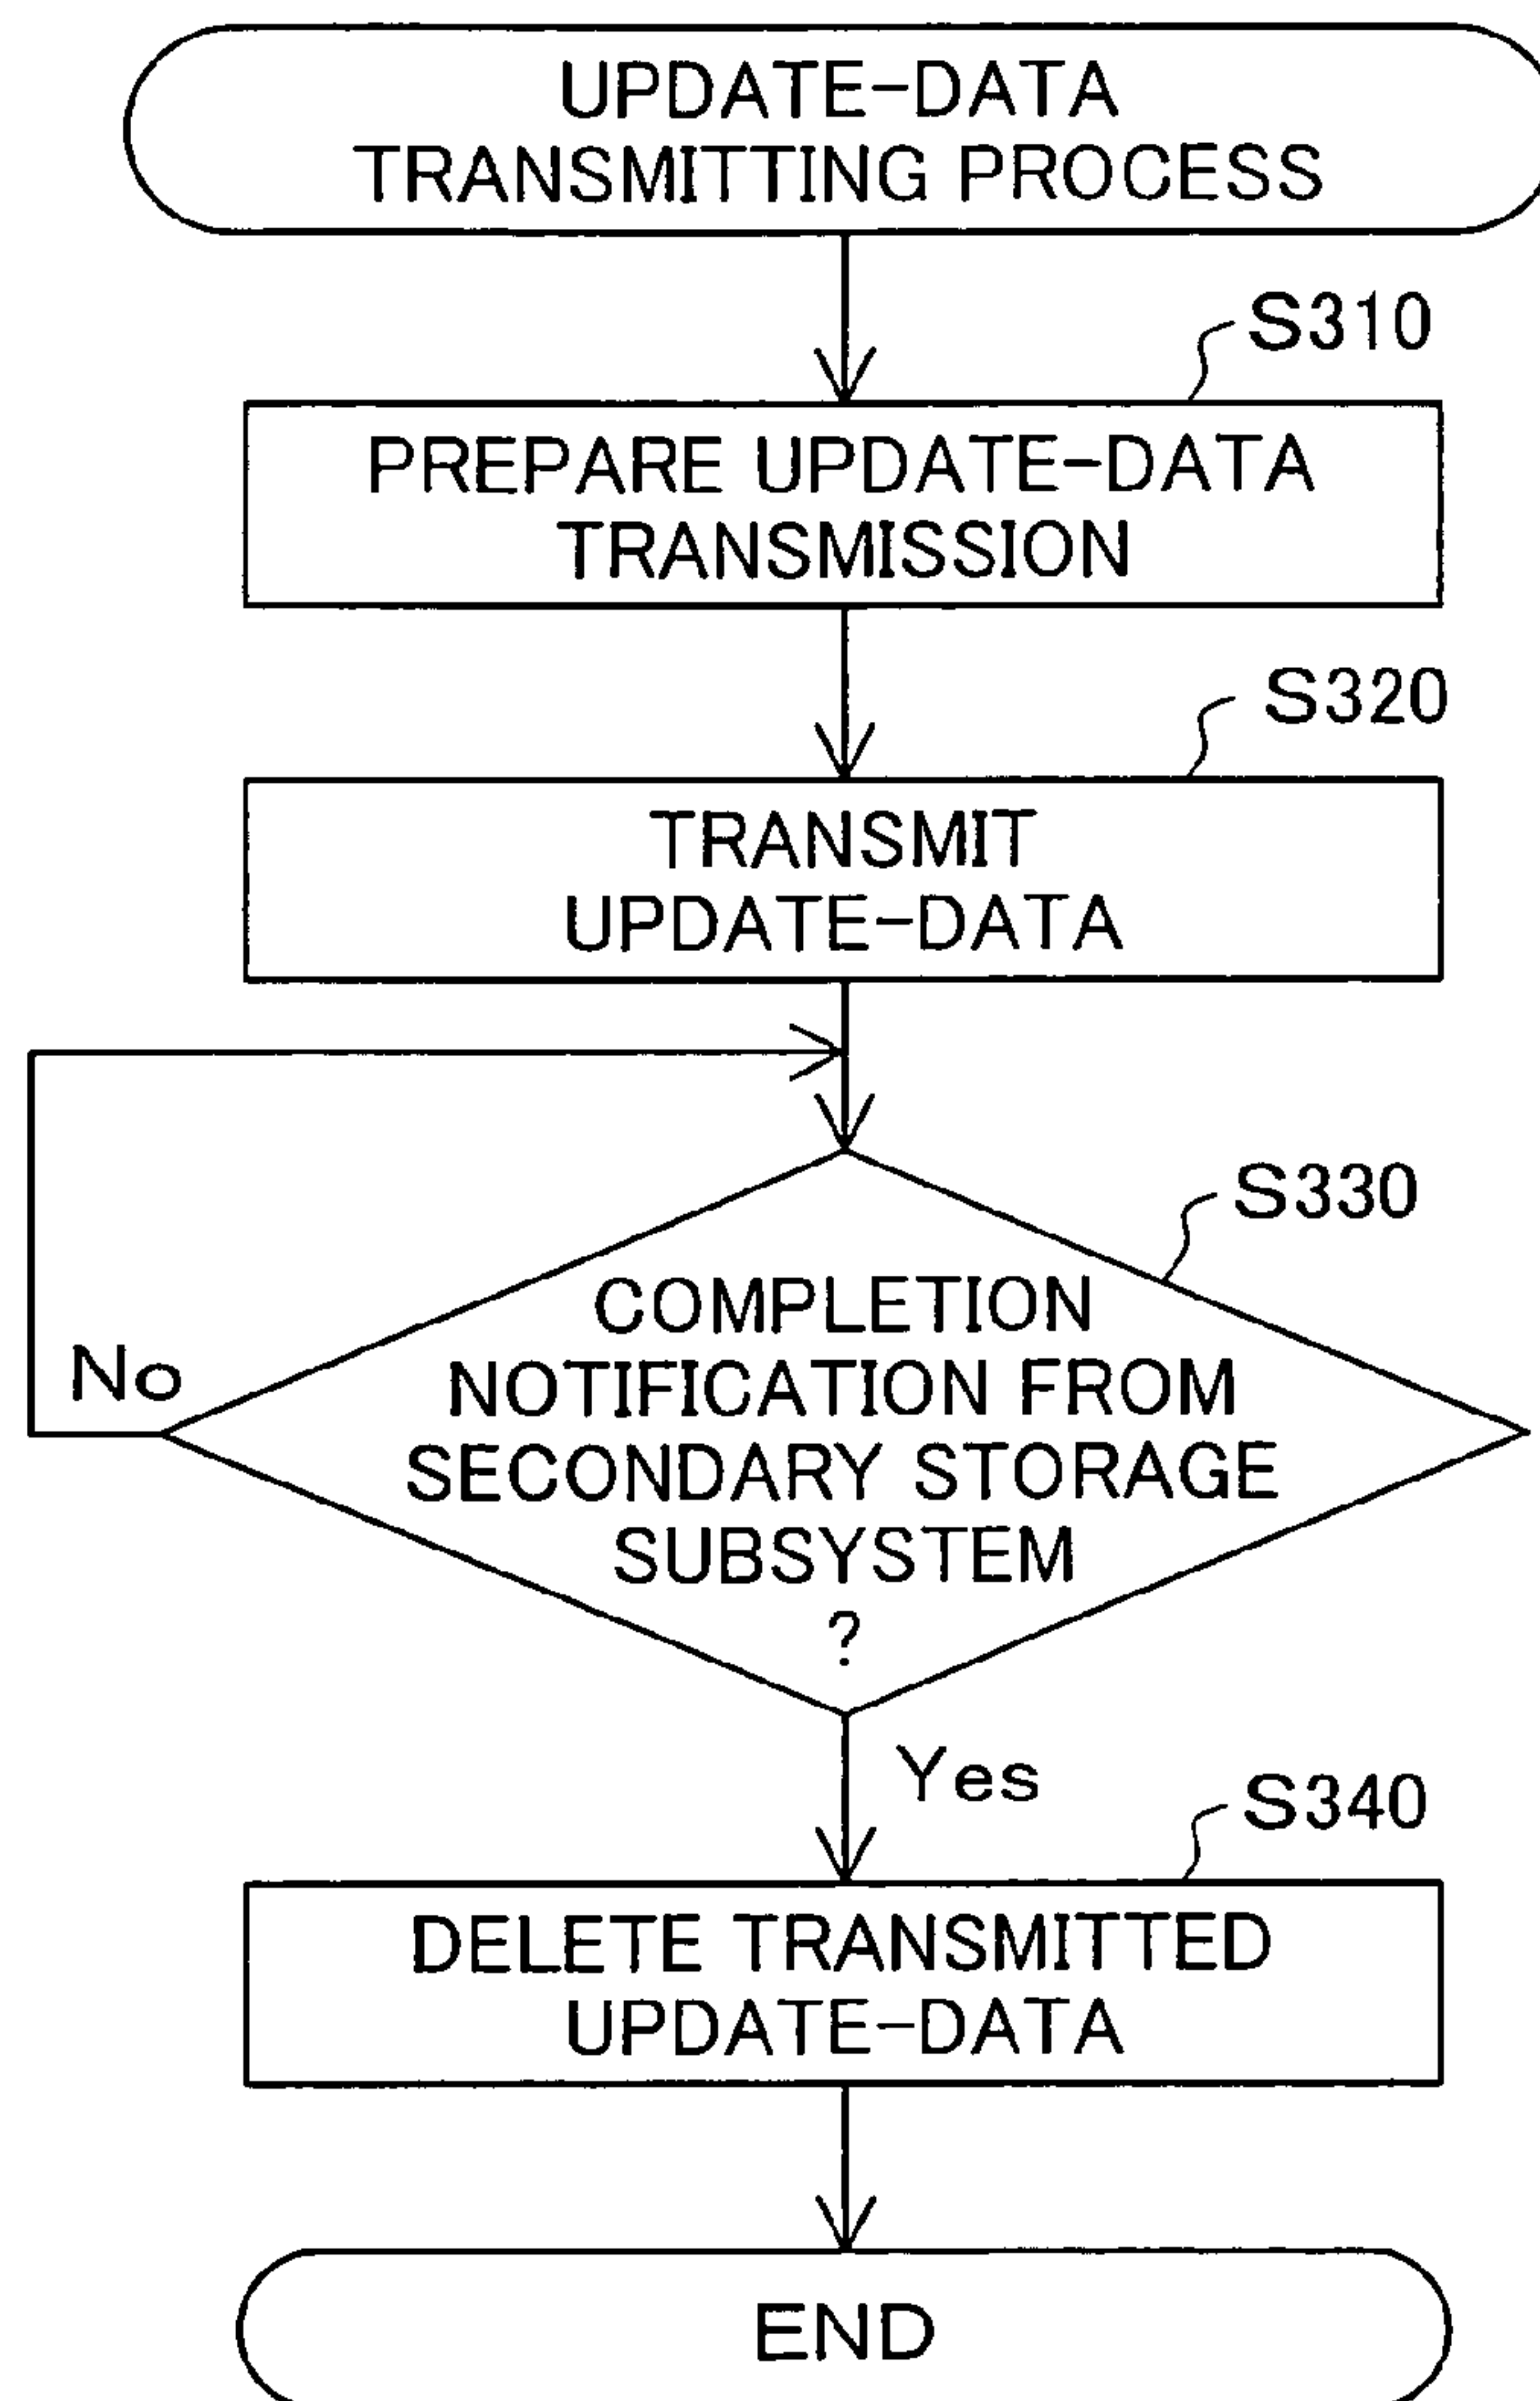 UPDATE-DATA
TRANSMITTING PROCESS
S310
PREPARE UPDATE-DATA
TRANSMISSION
S320
TRANSMIT
UPDATE-DATA
S330
COMPLETION
NOTIFICATION FROM
SECONDARY STORAGE
SUBSYSTEM
?
No
Yes
S340
DELETE TRANSMITTED
UPDATE-DATA
END